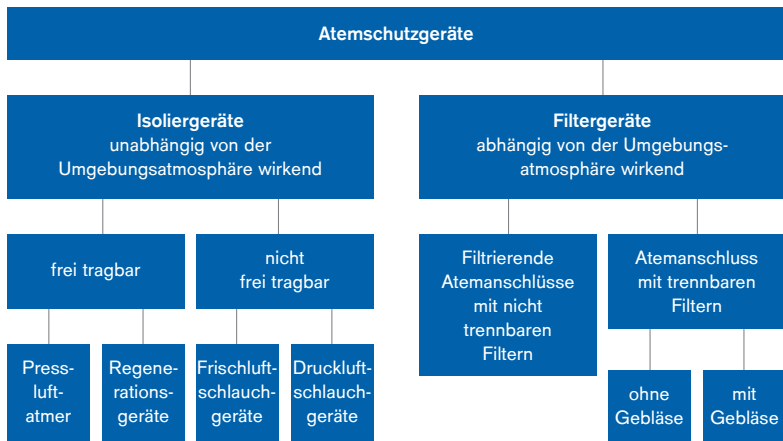 Atemschutzgeräte
Isoliergeräte
unabhängig von der
Umgebungsatmosphäre wirkend
Filtergeräte
abhängig von der Umgebungs-
atmosphäre wirkend
frei tragbar
nicht
frei tragbar
Filtrierende
Atemanschlüsse
mit nicht
trennbaren
Filtern
Atemanschluss
mit trennbaren
Filtern
Press-
luft-
atmer
Regene-
rations-
geräte
Frischluft-
schlauch-
geräte
Druckluft-
schlauch-
geräte
ohne
Gebläse
mit
Gebläse